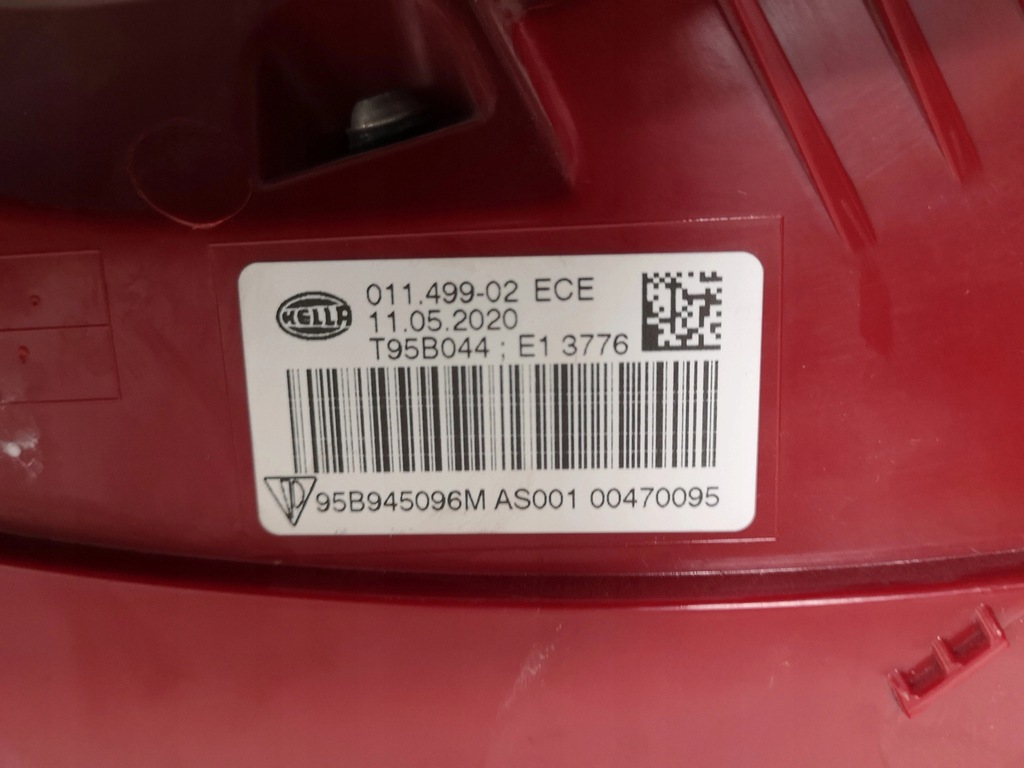 HELLA
011.499-02 ECE
11.05.2020
T95B044 ; E1 3776
95B945096M AS001 00470095